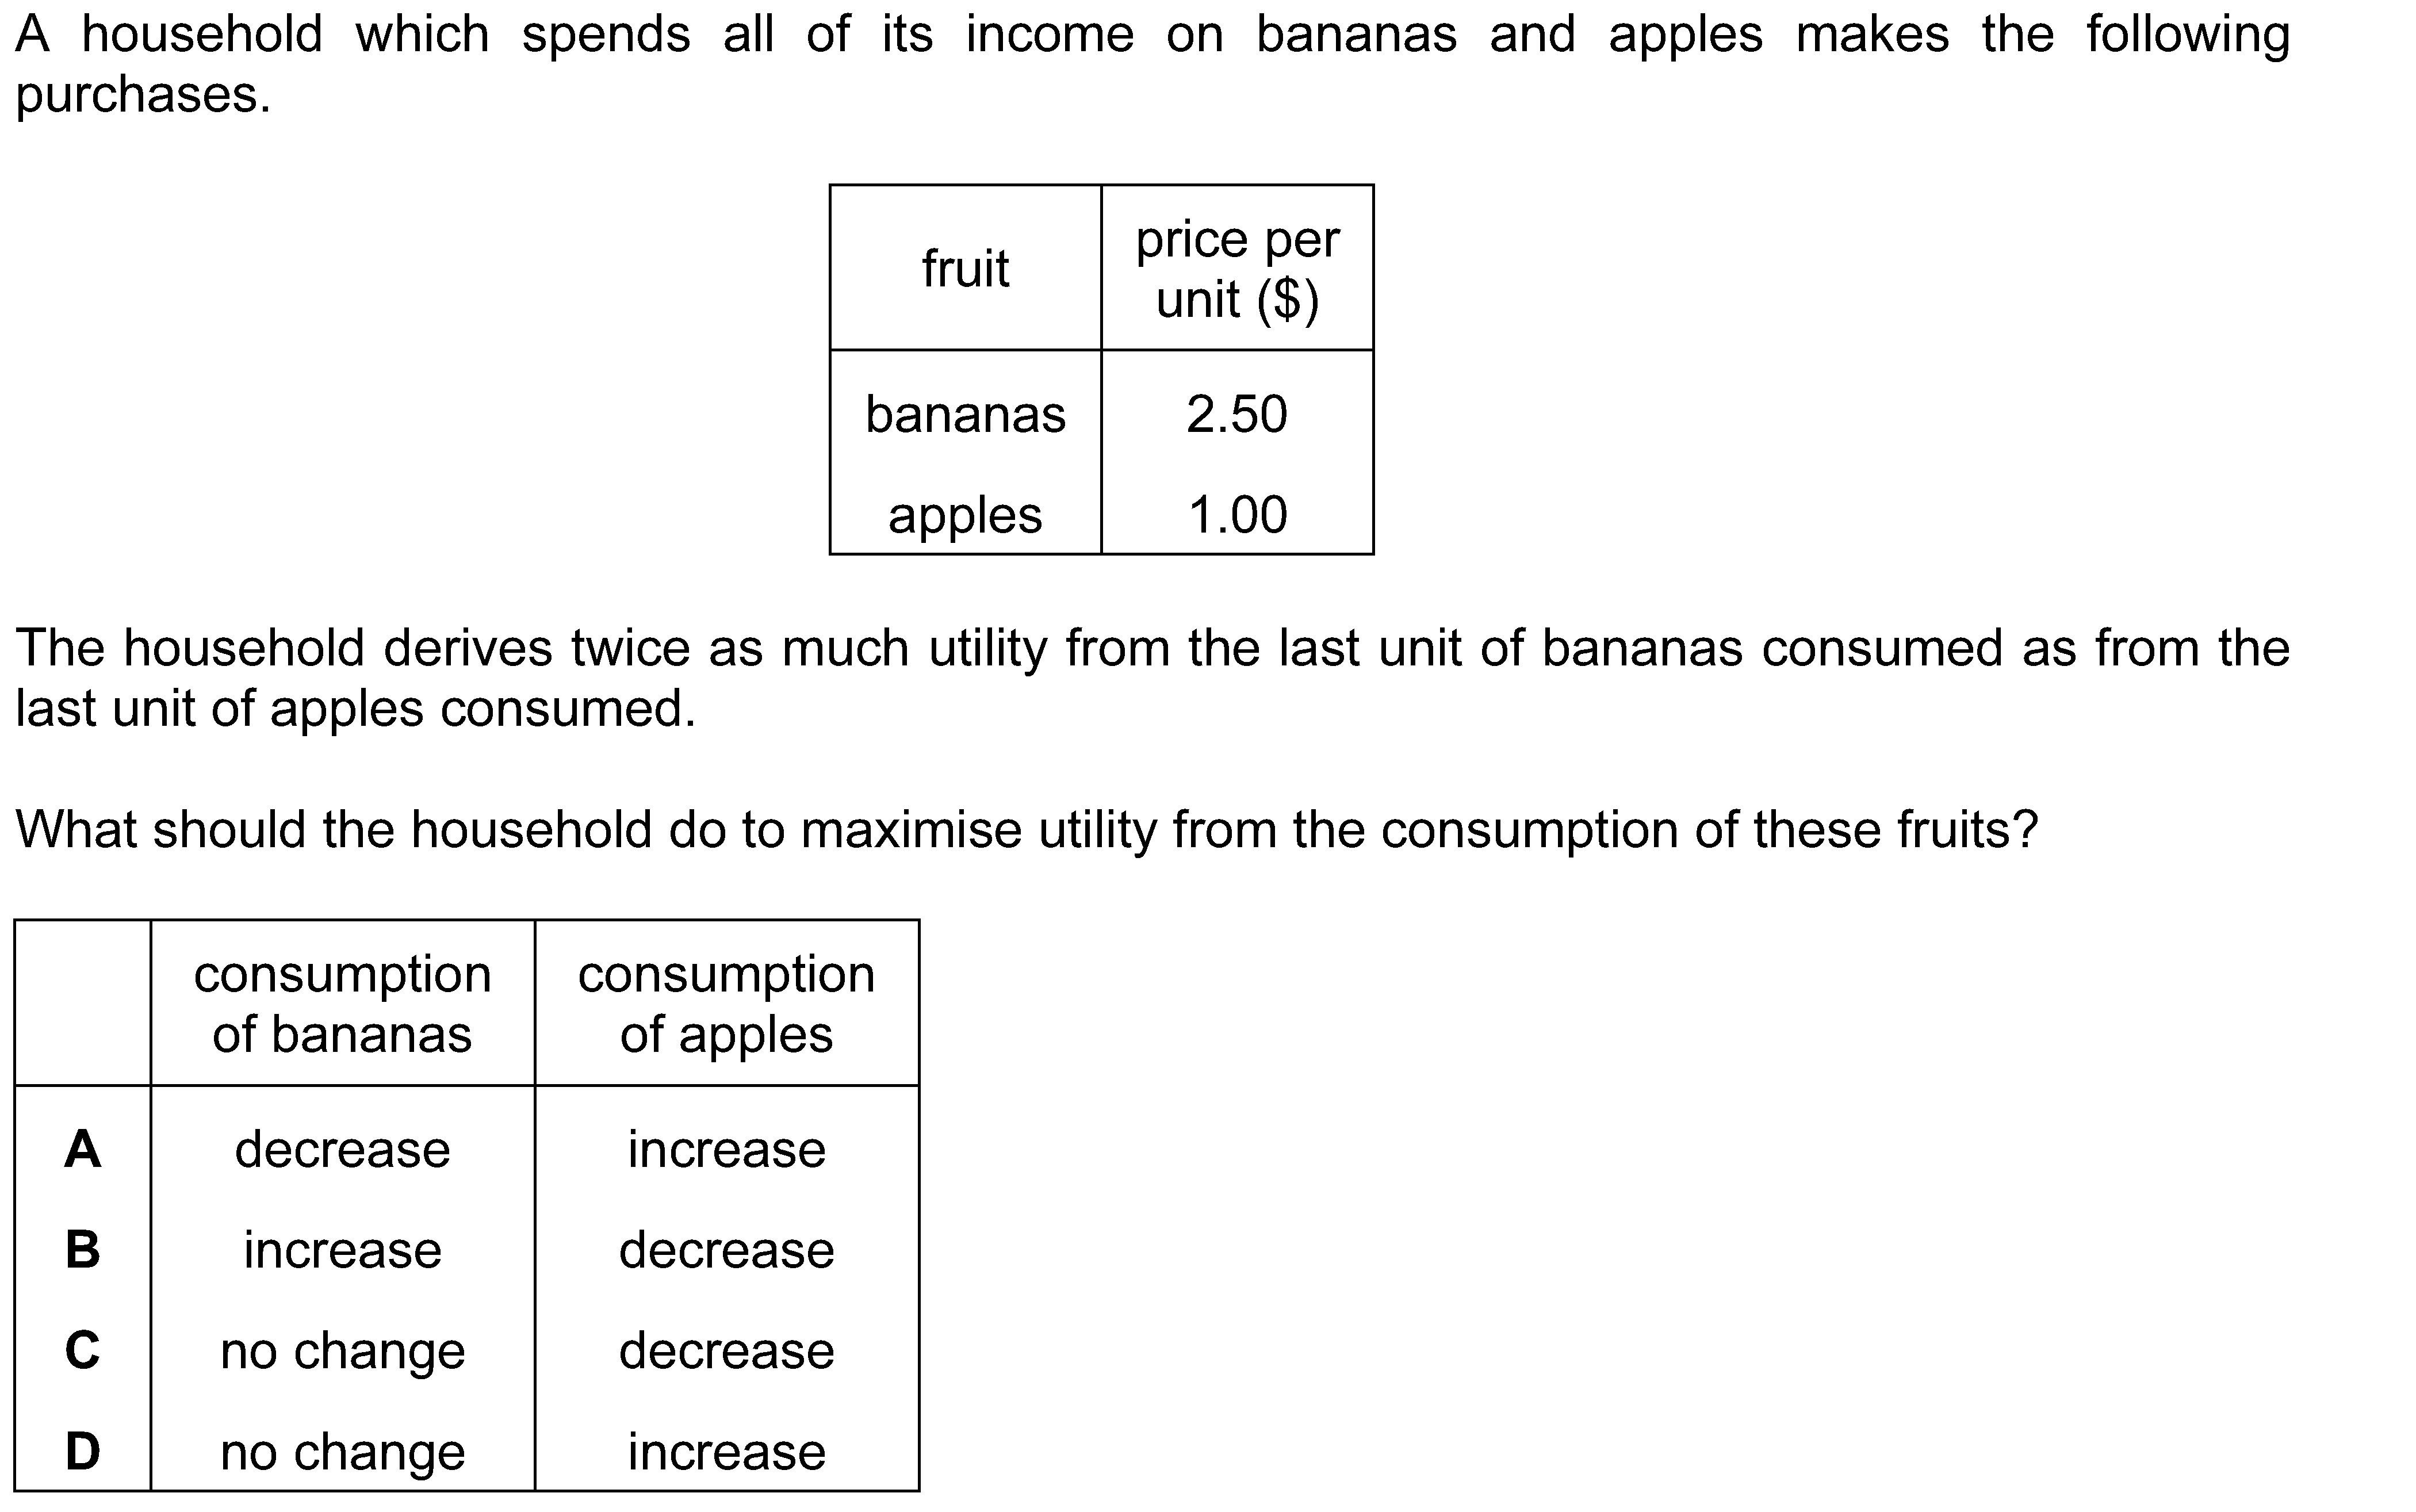 A household which spends all of its income on bananas and apples makes the following
purchases.
fruit
price per
unit ($)
bananas 2.50
apples 1.00
The household derives twice as much utility from the last unit of bananas consumed as from the
last unit of apples consumed.
What should the household do to maximise utility from the consumption of these fruits?
consumption
of bananas
consumption
of apples
A decrease increase
B increase decrease
C no change decrease
D no change increase